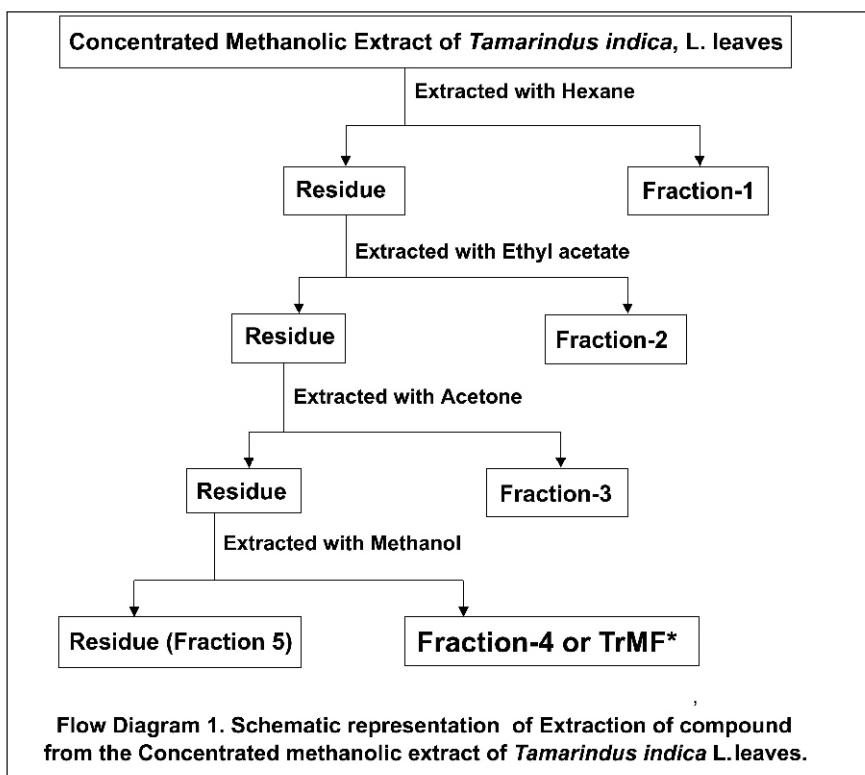 Concentrated Methanolic Extract of Tamarindus indica, L. leaves
Extracted with Hexane
Residue
Fraction-1
Extracted with Ethyl acetate
Residue
Fraction-2
Extracted with Acetone
Residue
Fraction-3
Extracted with Methanol
Residue (Fraction 5)
Fraction-4 or TrMF*
,
Flow Diagram 1. Schematic representation of Extraction of compound
from the Concentrated methanolic extract of Tamarindus indica L. leaves.